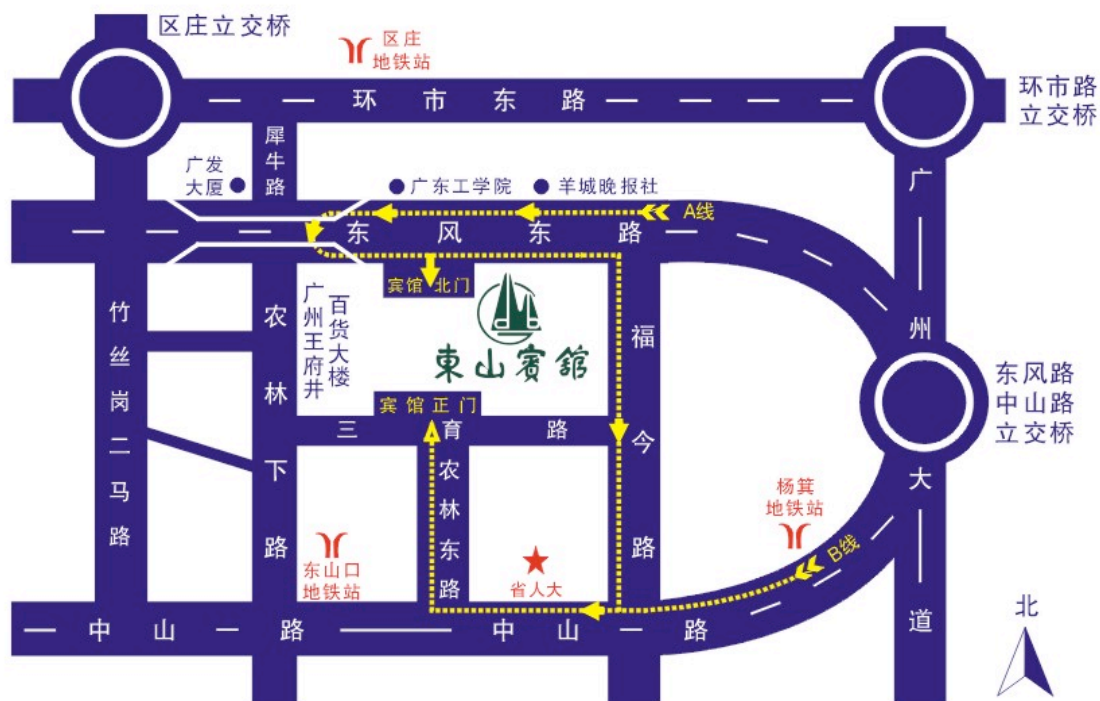 区庄立交桥
区庄
地铁站
环市东路
环市路
立交桥
犀牛路
广发
大厦
广东工学院
羊城晚报社
A线
东风东路
广州大道
宾馆 北门
竹丝岗二马路
农林下路
广州王府井
百货大楼
東山賓舘
福今路
宾馆正门
三育路
东风路
中山路
立交桥
农林东路
杨箕
地铁站
东山口
地铁站
省人大
B线
中山一路
中山一路
北